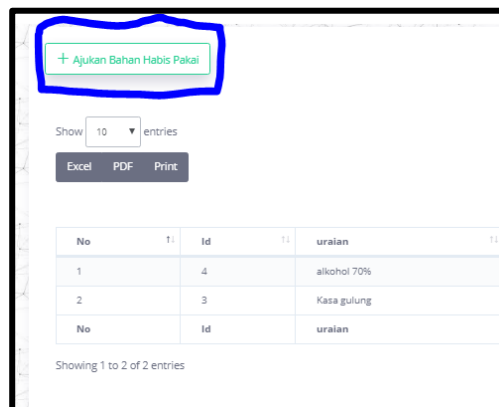 + Ajukan Bahan Habis Pakai
Show 10 entries
Excel PDF Print
No Id uraian
1 4 alkohol 70%
2 3 Kasa gulung
No Id uraian
Showing 1 to 2 of 2 entries